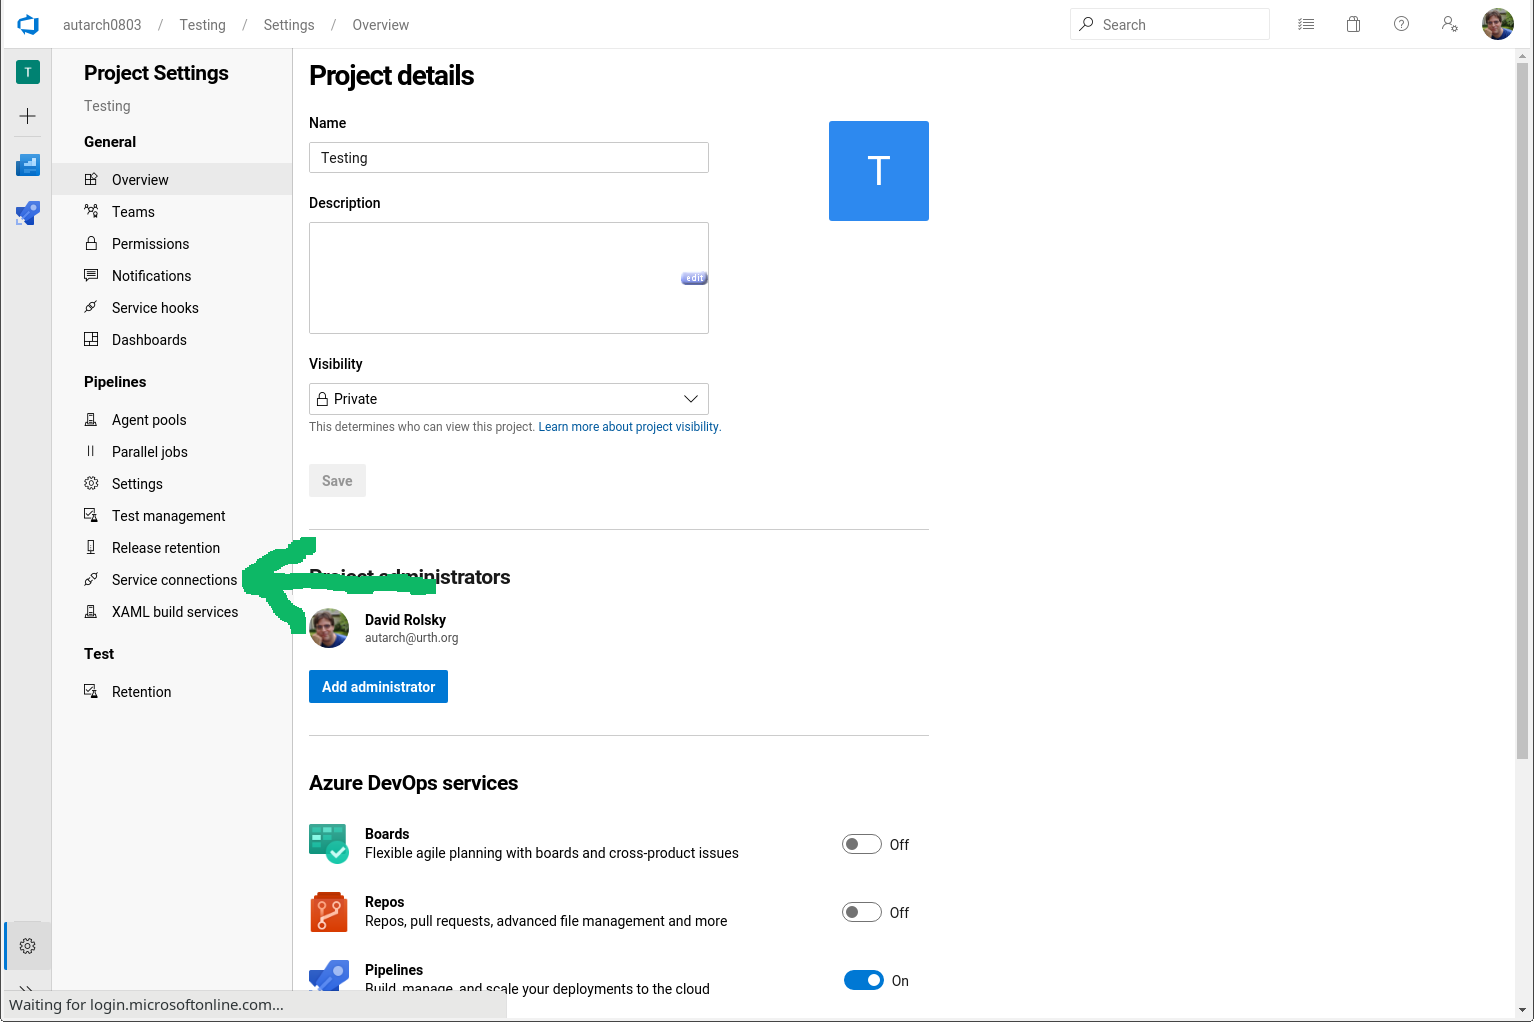 autarch0803 / Testing / Settings / Overview
Search
T
Project Settings
Testing
General
Overview
Teams
Permissions
Notifications
Service hooks
Dashboards
Pipelines
Agent pools
Parallel jobs
Settings
Test management
Release retention
Service connections
XAML build services
Test
Retention
Project details
Name
Testing
T
Description
edit
Visibility
Private
This determines who can view this project. Learn more about project visibility.
Save
Project administrators
David Rolsky
autarch@urth.org
Add administrator
Azure DevOps services
Boards
Flexible agile planning with boards and cross-product issues
Off
Repos
Repos, pull requests, advanced file management and more
Off
Pipelines
Build, manage, and scale your deployments to the cloud
On
Waiting for login.microsoftonline.com...